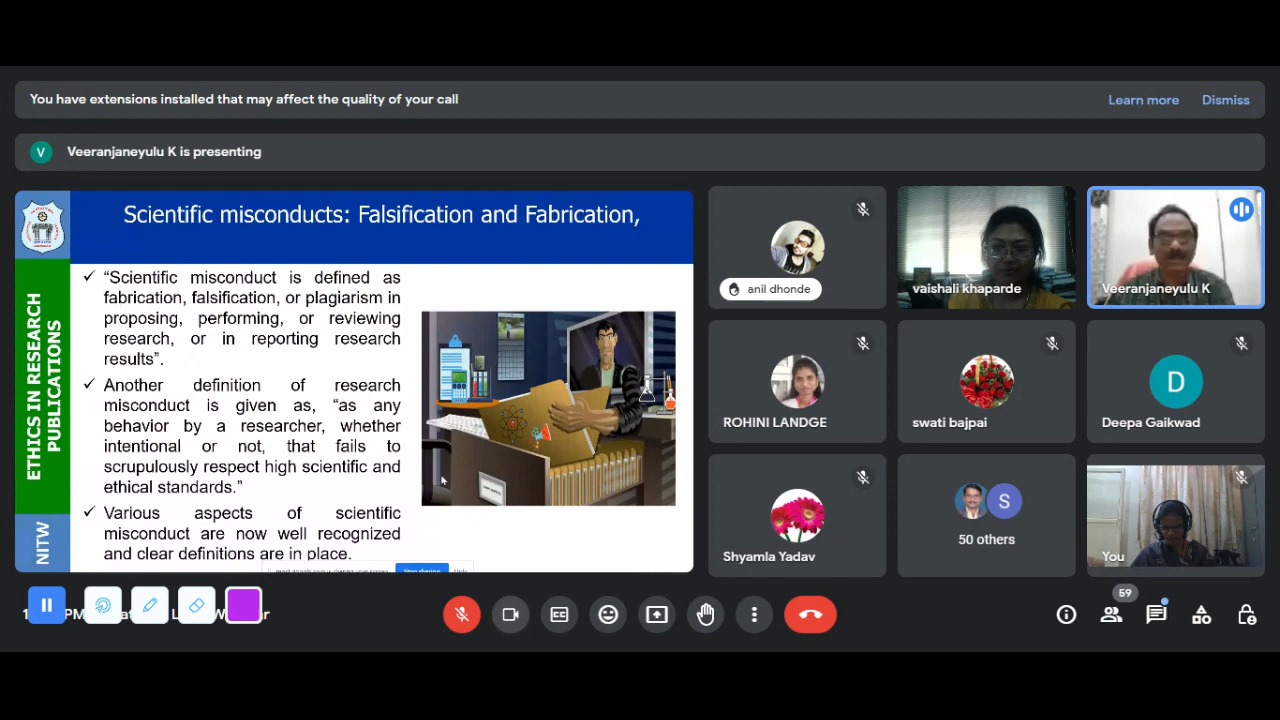 You have extensions installed that may affect the quality of your call
Learn more
Dismiss
V
Veeranjaneyulu K is presenting
Scientific misconducts: Falsification and Fabrication,
ETHICS IN RESEARCH
PUBLICATIONS
NITW
✓ “Scientific misconduct is defined as
fabrication, falsification, or plagiarism in
proposing, performing, or reviewing
research, or in reporting research
results”.
✓ Another definition of research
misconduct is given as, “as any
behavior by a researcher, whether
intentional or not, that fails to
scrupulously respect high scientific and
ethical standards.”
✓ Various aspects of scientific
misconduct are now well recognized
and clear definitions are in place.
Stop sharing
Hide
anil dhonde
vaishali khaparde
Veeranjaneyulu K
ROHINI LANDGE
swati bajpai
D
Deepa Gaikwad
Shyamla Yadav
S
50 others
You
59